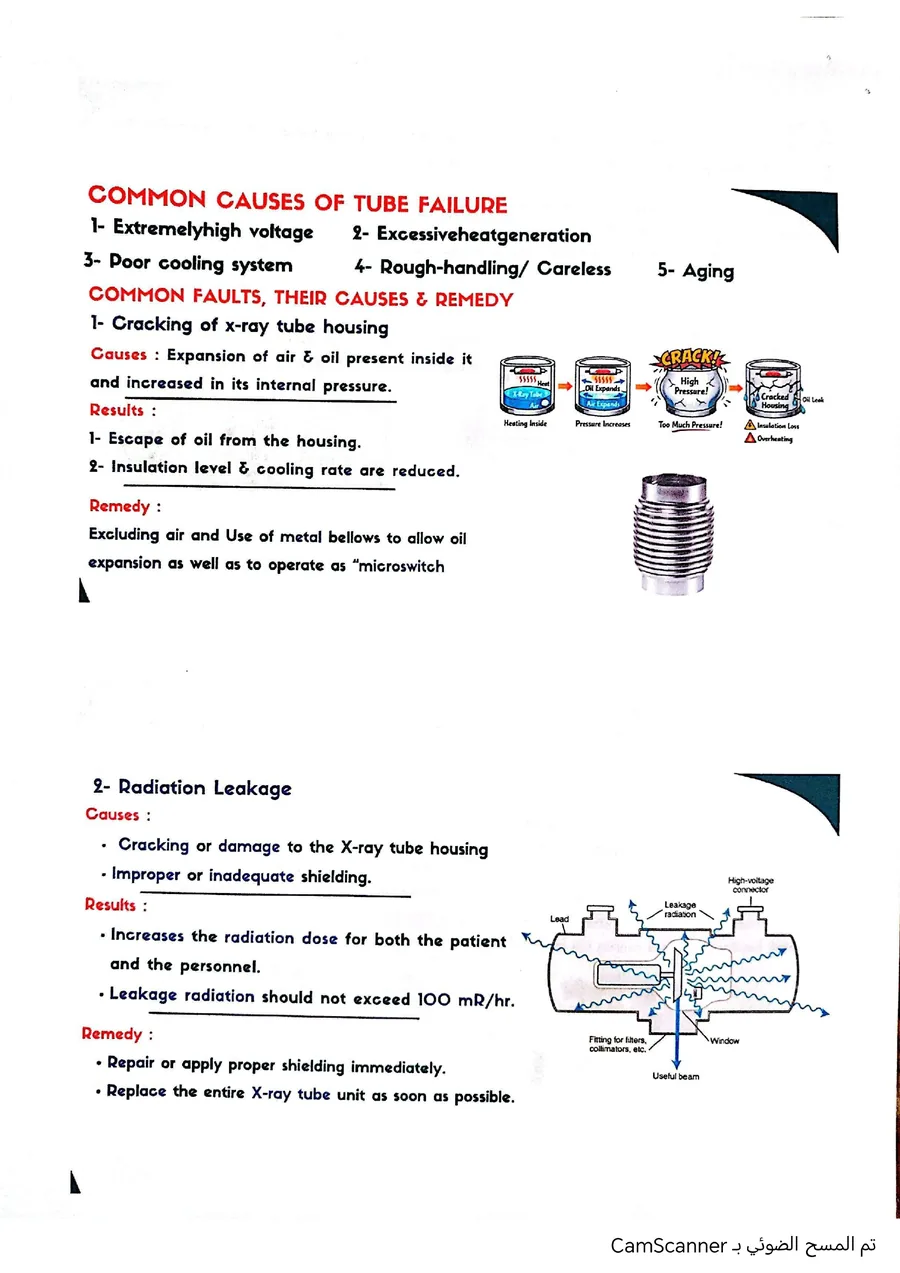 COMMON CAUSES OF TUBE FAILURE
1- Extremelyhigh voltage 2- Excessiveheatgeneration
3- Poor cooling system 4- Rough-handling/ Careless 5- Aging
COMMON FAULTS, THEIR CAUSES & REMEDY
1- Cracking of x-ray tube housing
Causes : Expansion of air & oil present inside it
and increased in its internal pressure.
Results :
1- Escape of oil from the housing.
2- Insulation level & cooling rate are reduced.
Remedy :
Excluding air and Use of metal bellows to allow oil
expansion as well as to operate as "microswitch
Heat
X-Ray Tube
Air
Heating Inside
Oil Expands
Air Expands
Pressure Increases
CRACK!
High
Pressure!
Too Much Pressure!
Cracked
Housing
Oil Leak
Insulation Loss
Overheating
2- Radiation Leakage
Causes :
• Cracking or damage to the X-ray tube housing
• Improper or inadequate shielding.
Results :
• Increases the radiation dose for both the patient
and the personnel.
• Leakage radiation should not exceed 100 mR/hr.
Remedy :
• Repair or apply proper shielding immediately.
• Replace the entire X-ray tube unit as soon as possible.
High-voltage
connector
Leakage
radiation
Lead
Fitting for filters,
collimators, etc.
Window
Useful beam
تم المسح الضوئي بـ CamScanner